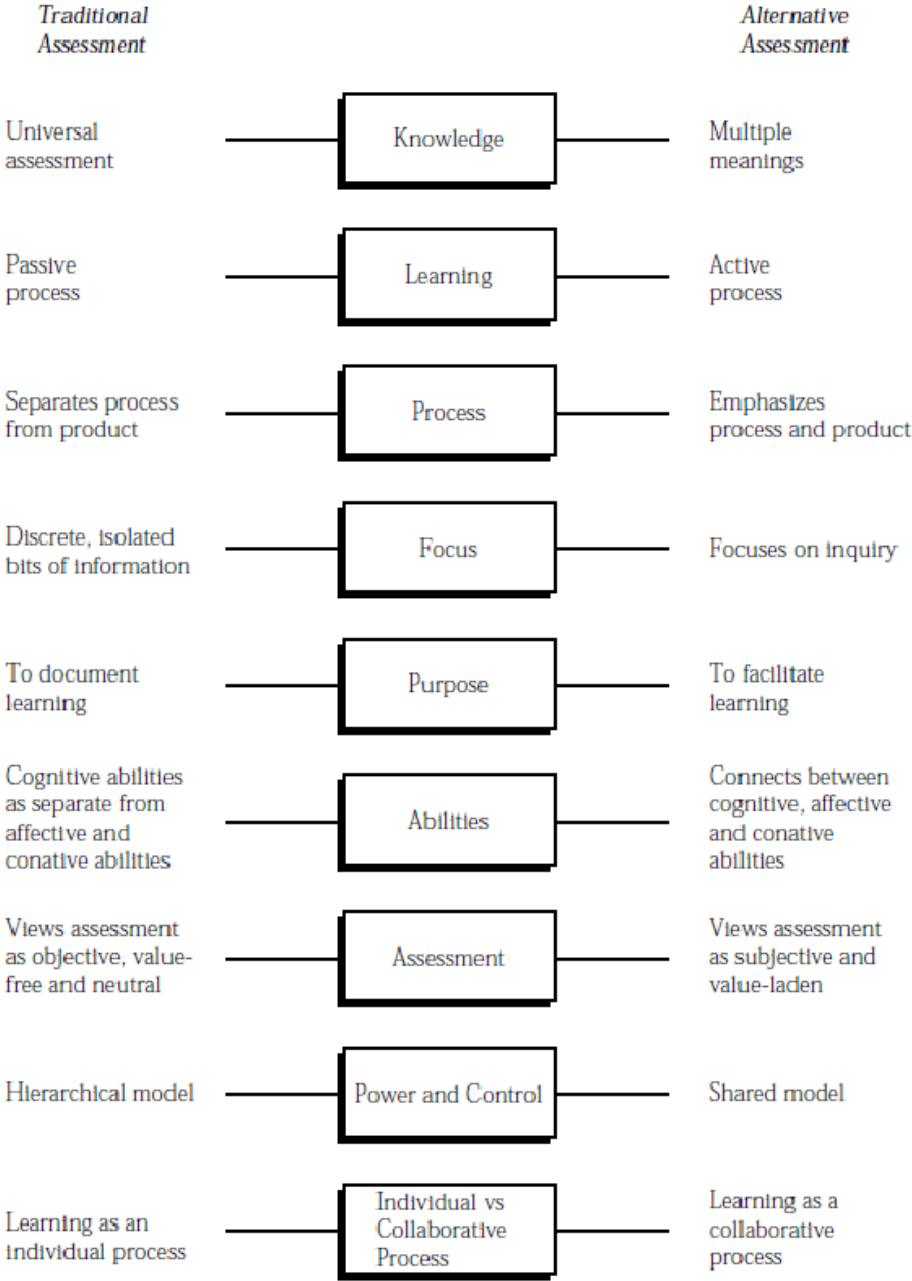 Traditional
Assessment
Alternative
Assessment
Universal
assessment
Knowledge
Multiple
meanings
Passive
process
Learning
Active
process
Separates process
from product
Process
Emphasizes
process and product
Discrete, isolated
bits of information
Focus
Focuses on inquiry
To document
learning
Purpose
To facilitate
learning
Cognitive abilities
as separate from
affective and
conative abilities
Abilities
Connects between
cognitive, affective
and conative
abilities
Views assessment
as objective, value-
free and neutral
Assessment
Views assessment
as subjective and
value-laden
Hierarchical model
Power and Control
Shared model
Learning as an
individual process
Individual vs
Collaborative
Process
Learning as a
collaborative
process